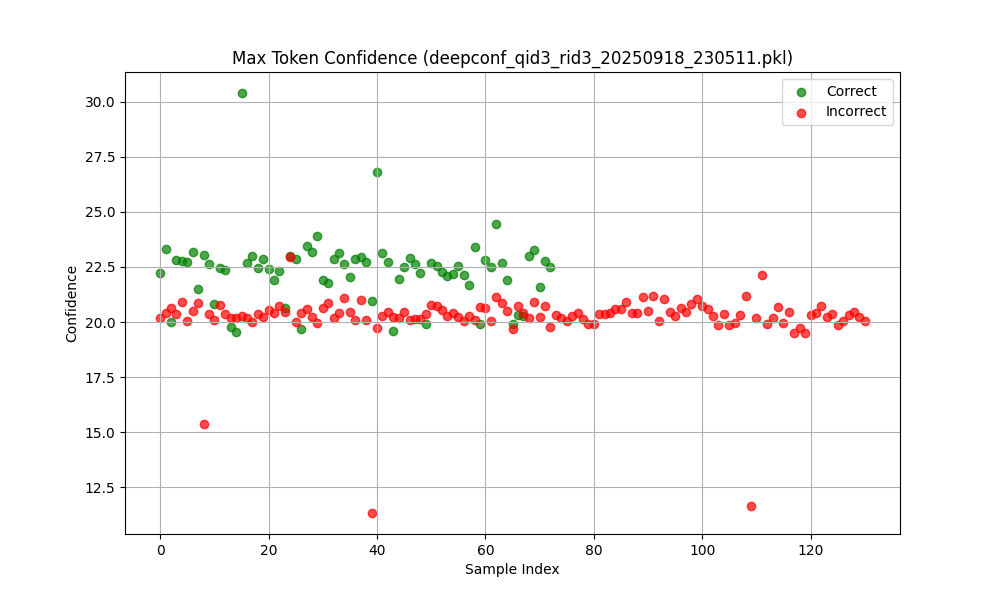 Max Token Confidence (deepconf_qid3_rid3_20250918_230511.pkl)
Correct
Incorrect
Confidence
30.0
27.5
25.0
22.5
20.0
17.5
15.0
12.5
0 20 40 60 80 100 120
Sample Index